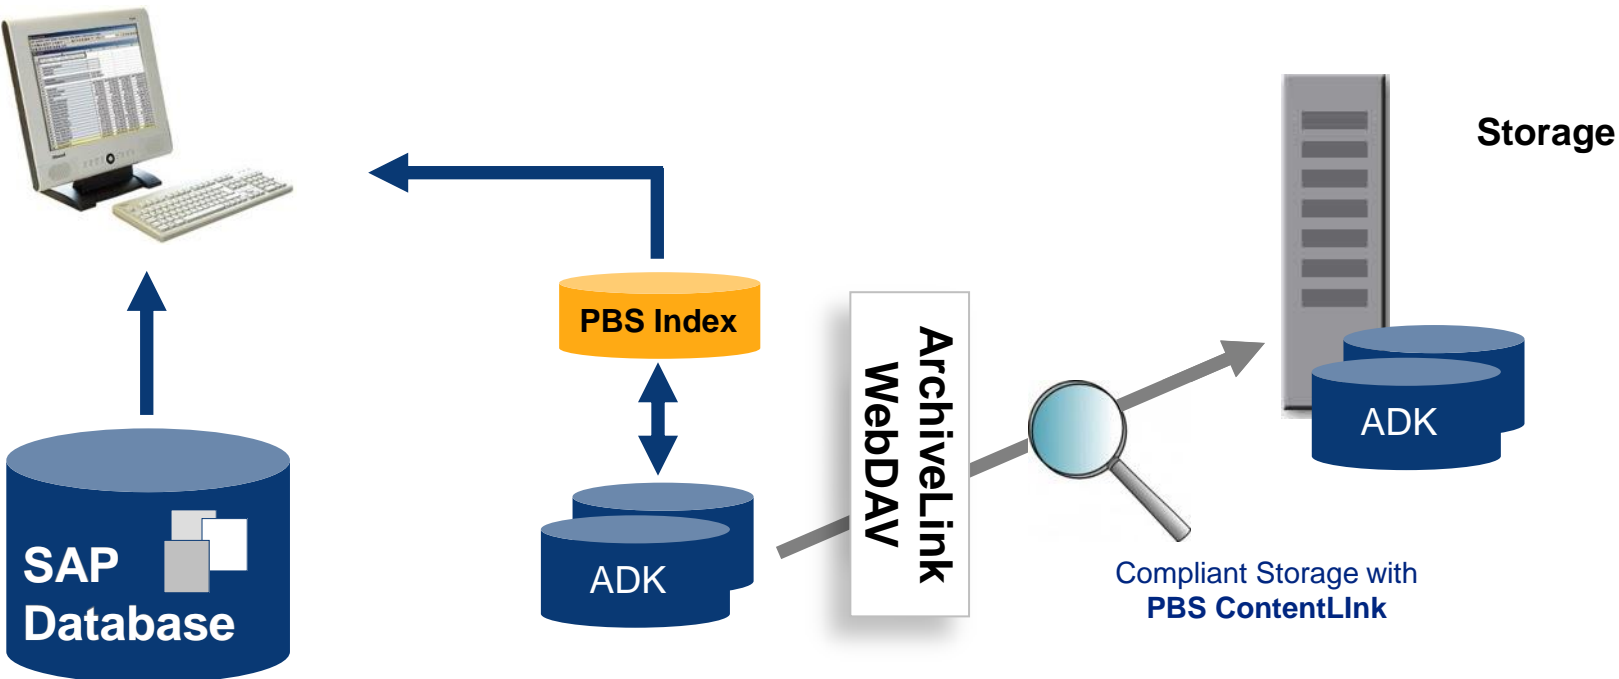 Storage
PBS Index
ArchiveLink
WebDAV
ADK
ADK
SAP
Database
Compliant Storage with
PBS ContentLInk